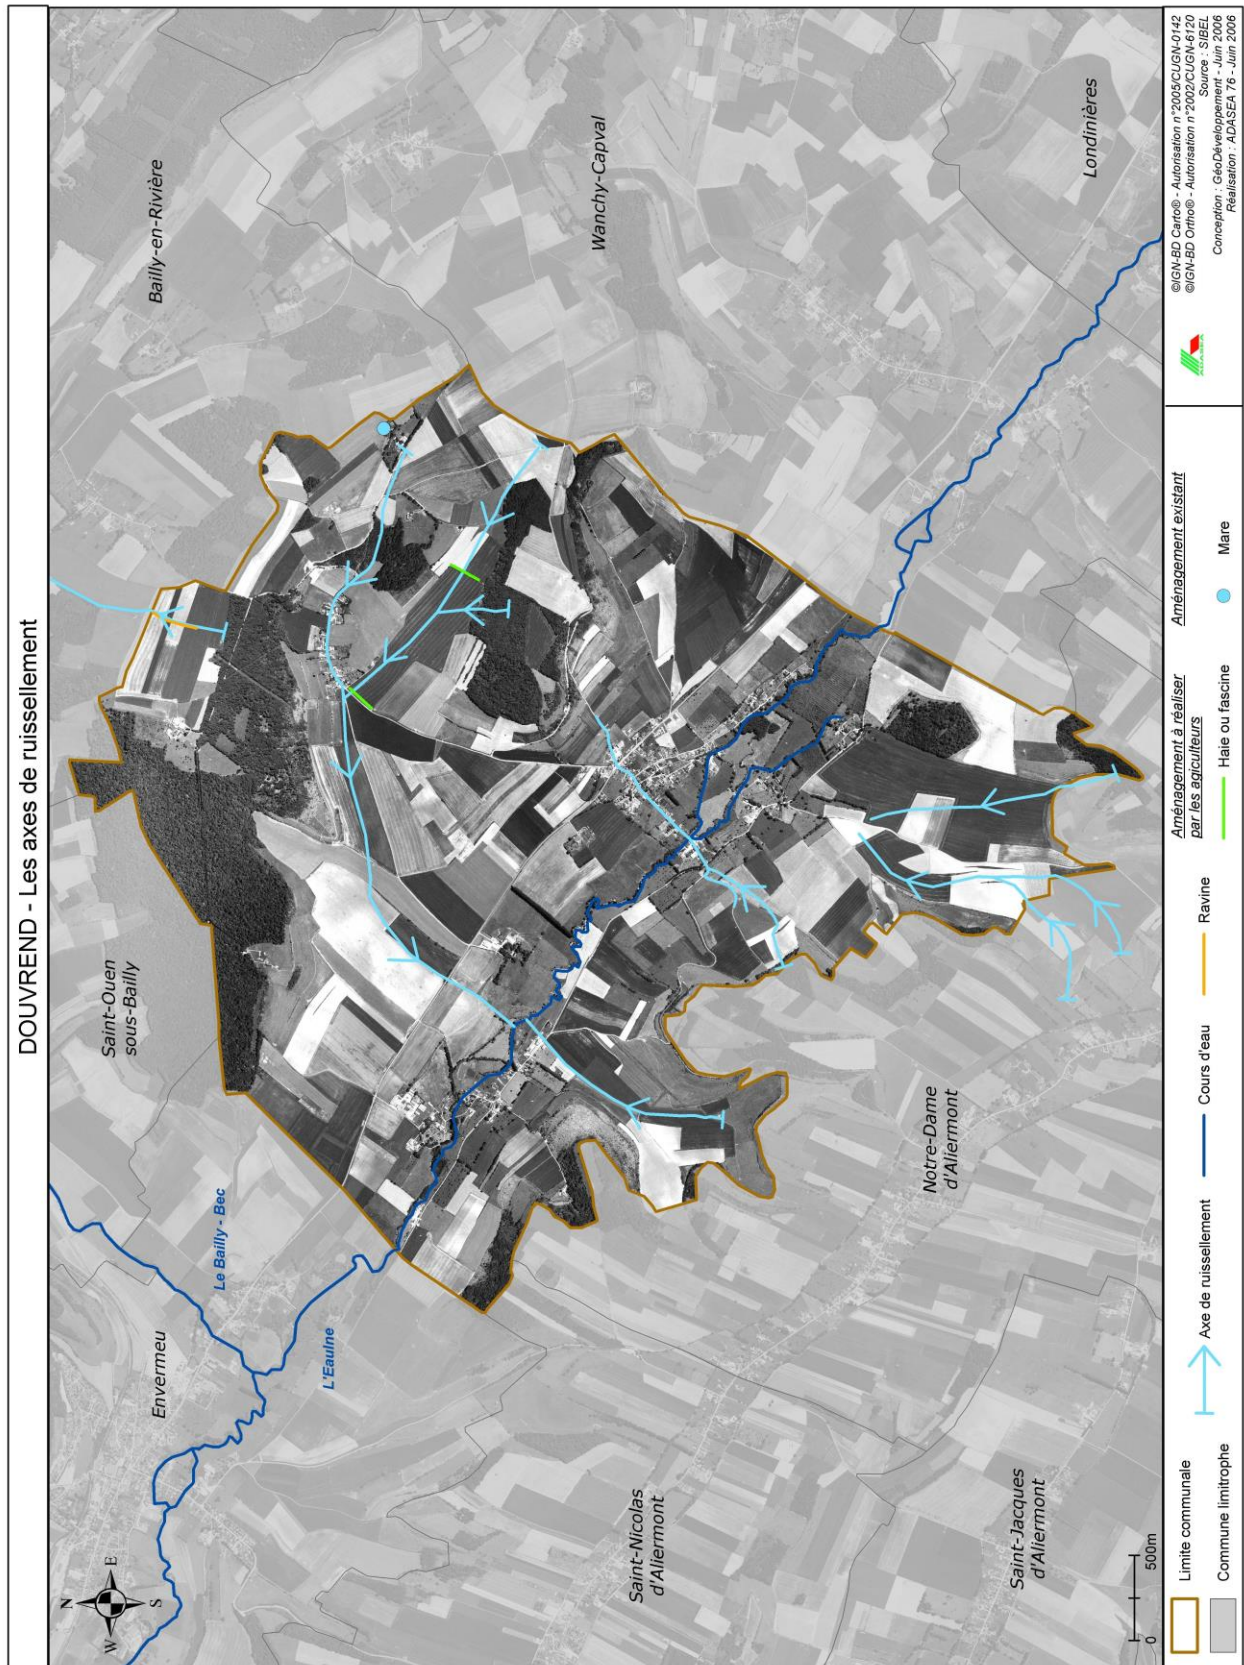 DOUVREND - Les axes de ruissellement
N
W
E
S
Envermeu
Le Bailly - Bec
L'Eaulne
Saint-Ouen
sous-Bailly
Bailly-en-Rivière
Wanchy-Capval
Londinières
Notre-Dame
d'Aliermont
Saint-Nicolas
d'Aliermont
Saint-Jacques
d'Aliermont
0
500m
Limite communale
Commune limitrophe
Axe de ruissellement
Cours d'eau
Ravine
Aménagement à réaliser
par les agiculteurs
Haie ou fascine
Aménagement existant
Mare
ADASEA
©IGN-BD Carto® - Autorisation n°2005/CUGN-0142
©IGN-BD Ortho® - Autorisation n°2002/CUGN-6120
Source : SIBEL
Conception : GéoDéveloppement - Juin 2006
Réalisation : ADASEA 76 - Juin 2006